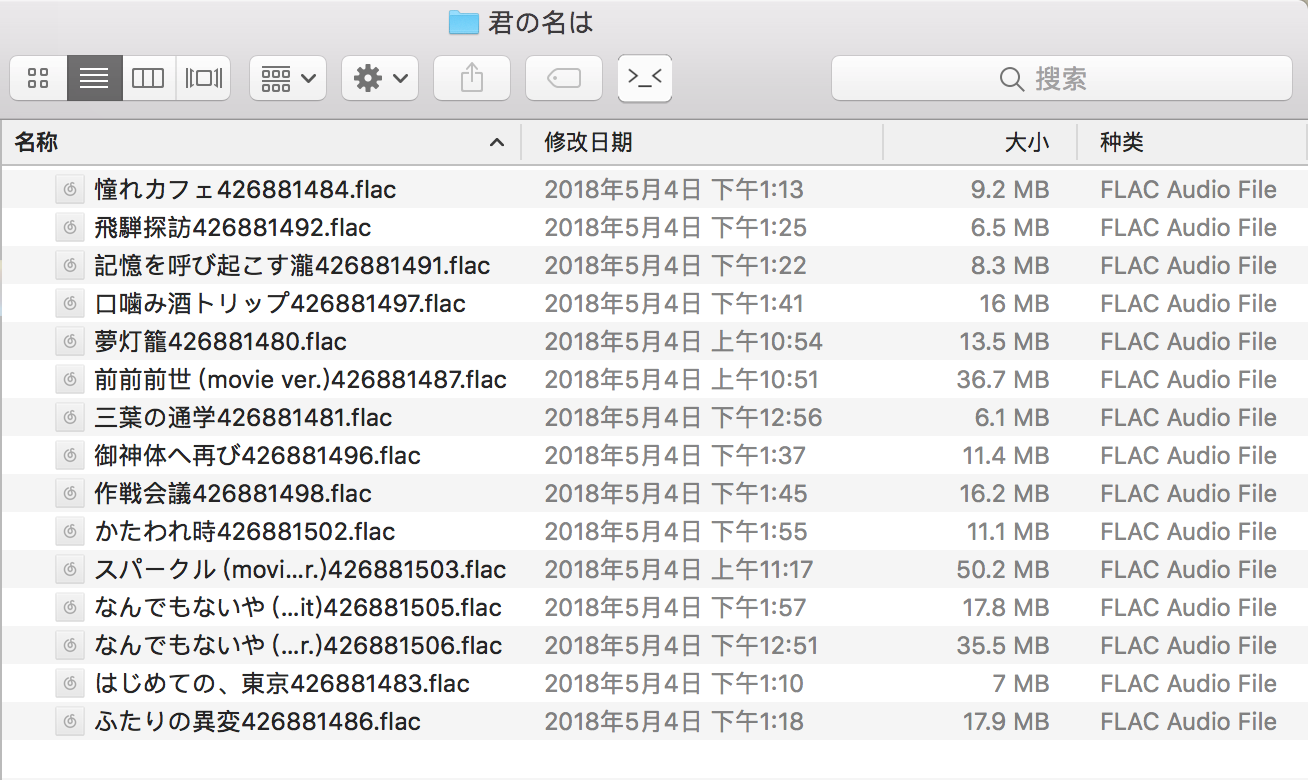 君の名は
>_<
搜索
名称 修改日期 大小 种类
憧れカフェ426881484.flac 2018年5月4日 下午1:13 9.2 MB FLAC Audio File
飛騨探訪426881492.flac 2018年5月4日 下午1:25 6.5 MB FLAC Audio File
記憶を呼び起こす瀧426881491.flac 2018年5月4日 下午1:22 8.3 MB FLAC Audio File
口噛み酒トリップ426881497.flac 2018年5月4日 下午1:41 16 MB FLAC Audio File
夢灯籠426881480.flac 2018年5月4日 上午10:54 13.5 MB FLAC Audio File
前前前世 (movie ver.)426881487.flac 2018年5月4日 上午10:51 36.7 MB FLAC Audio File
三葉の通学426881481.flac 2018年5月4日 下午12:56 6.1 MB FLAC Audio File
御神体へ再び426881496.flac 2018年5月4日 下午1:37 11.4 MB FLAC Audio File
作戦会議426881498.flac 2018年5月4日 下午1:45 16.2 MB FLAC Audio File
かたわれ時426881502.flac 2018年5月4日 下午1:55 11.1 MB FLAC Audio File
スパークル (movi...r.)426881503.flac 2018年5月4日 上午11:17 50.2 MB FLAC Audio File
なんでもないや (...it)426881505.flac 2018年5月4日 下午1:57 17.8 MB FLAC Audio File
なんでもないや (...r.)426881506.flac 2018年5月4日 下午12:51 35.5 MB FLAC Audio File
はじめての、東京426881483.flac 2018年5月4日 下午1:10 7 MB FLAC Audio File
ふたりの異変426881486.flac 2018年5月4日 下午1:18 17.9 MB FLAC Audio File